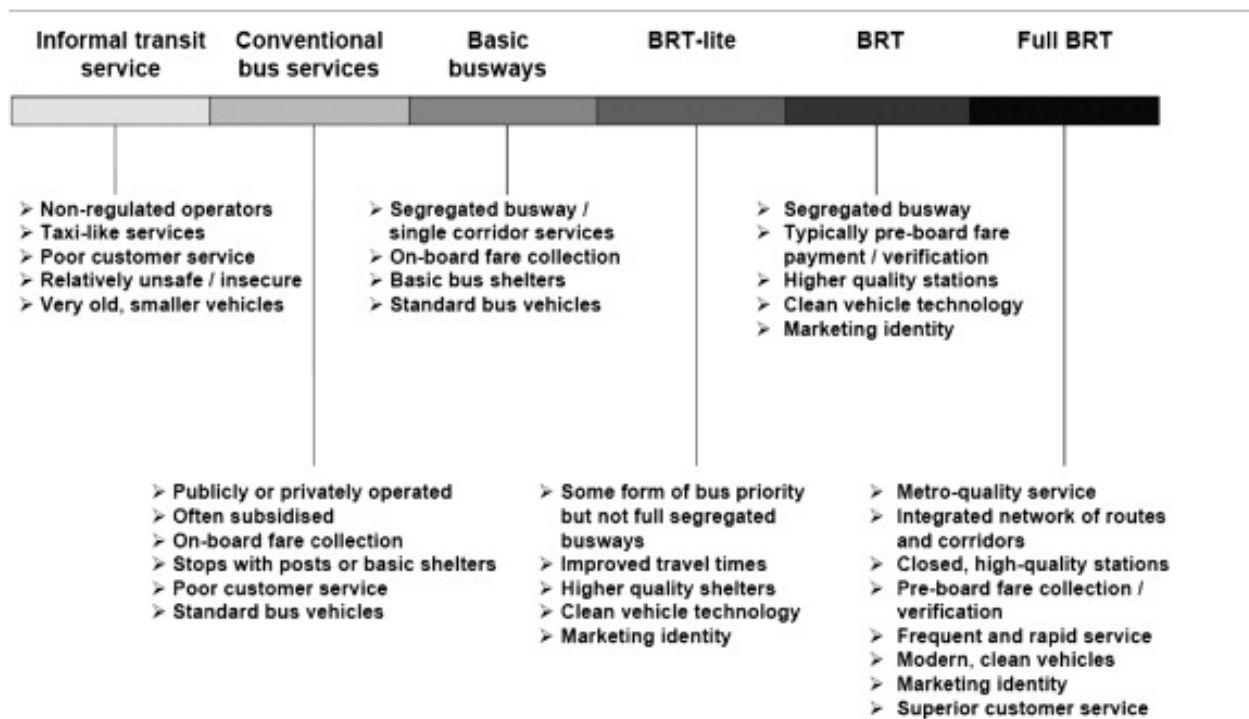 Informal transit service
Conventional bus services
Basic busways
BRT-lite
BRT
Full BRT
➢ Non-regulated operators
➢ Taxi-like services
➢ Poor customer service
➢ Relatively unsafe / insecure
➢ Very old, smaller vehicles
➢ Segregated busway /
single corridor services
➢ On-board fare collection
➢ Basic bus shelters
➢ Standard bus vehicles
➢ Segregated busway
➢ Typically pre-board fare
payment / verification
➢ Higher quality stations
➢ Clean vehicle technology
➢ Marketing identity
➢ Publicly or privately operated
➢ Often subsidised
➢ On-board fare collection
➢ Stops with posts or basic shelters
➢ Poor customer service
➢ Standard bus vehicles
➢ Some form of bus priority
but not full segregated
busways
➢ Improved travel times
➢ Higher quality shelters
➢ Clean vehicle technology
➢ Marketing identity
➢ Metro-quality service
➢ Integrated network of routes
and corridors
➢ Closed, high-quality stations
➢ Pre-board fare collection /
verification
➢ Frequent and rapid service
➢ Modern, clean vehicles
➢ Marketing identity
➢ Superior customer service